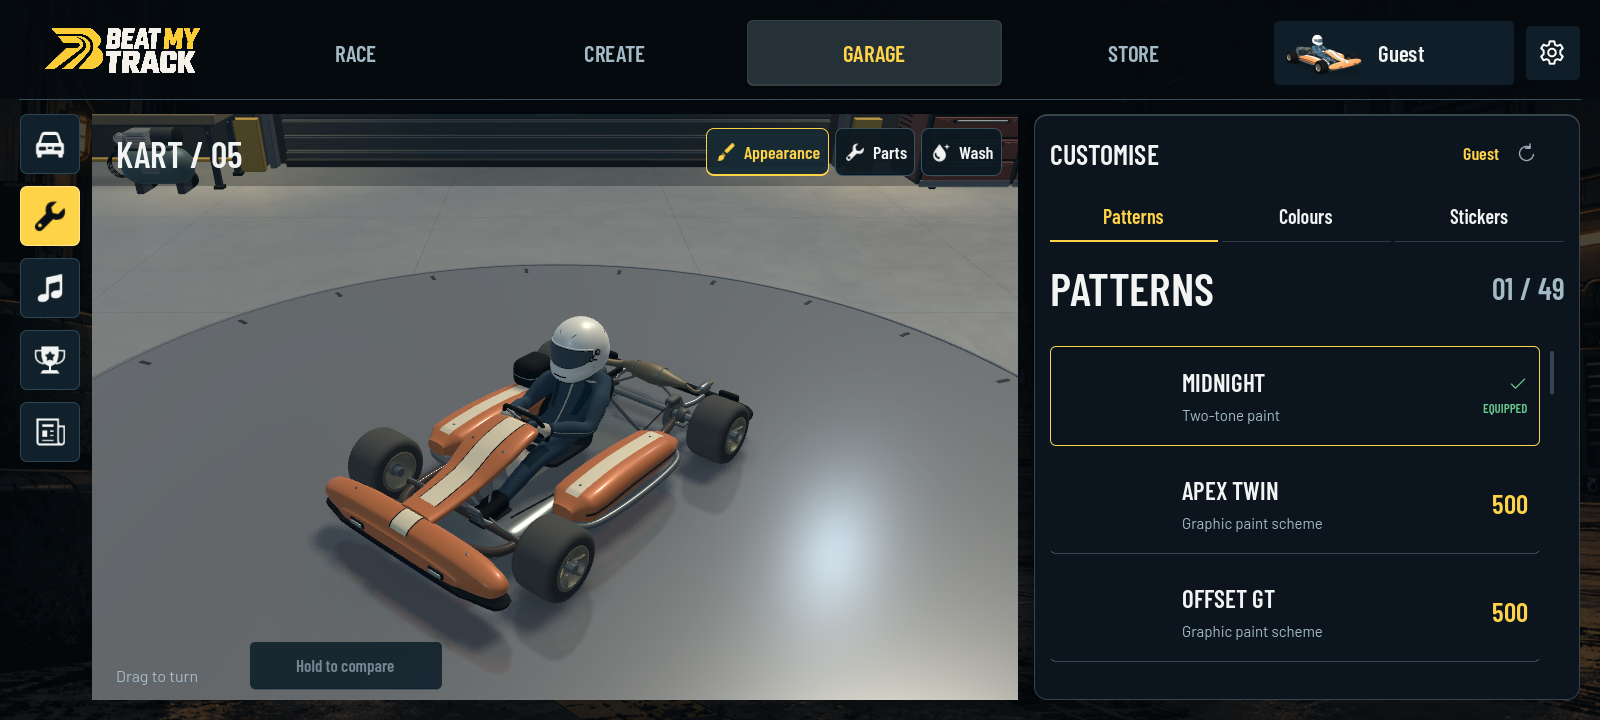 BEAT MY
TRACK
RACE
CREATE
GARAGE
STORE
Guest
KART / 05
Appearance
Parts
Wash
CUSTOMISE
Guest
Patterns
Colours
Stickers
PATTERNS
01 / 49
MIDNIGHT
Two-tone paint
EQUIPPED
APEX TWIN
Graphic paint scheme
500
OFFSET GT
Graphic paint scheme
500
Hold to compare
Drag to turn